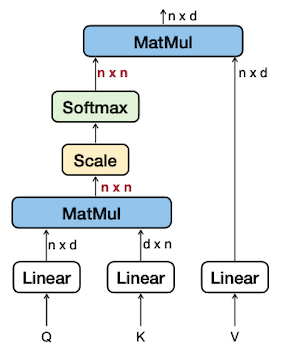 n x d
MatMul
n x n
n x d
Softmax
Scale
n x n
MatMul
n x d
d x n
Linear
Linear
Linear
Q
K
V